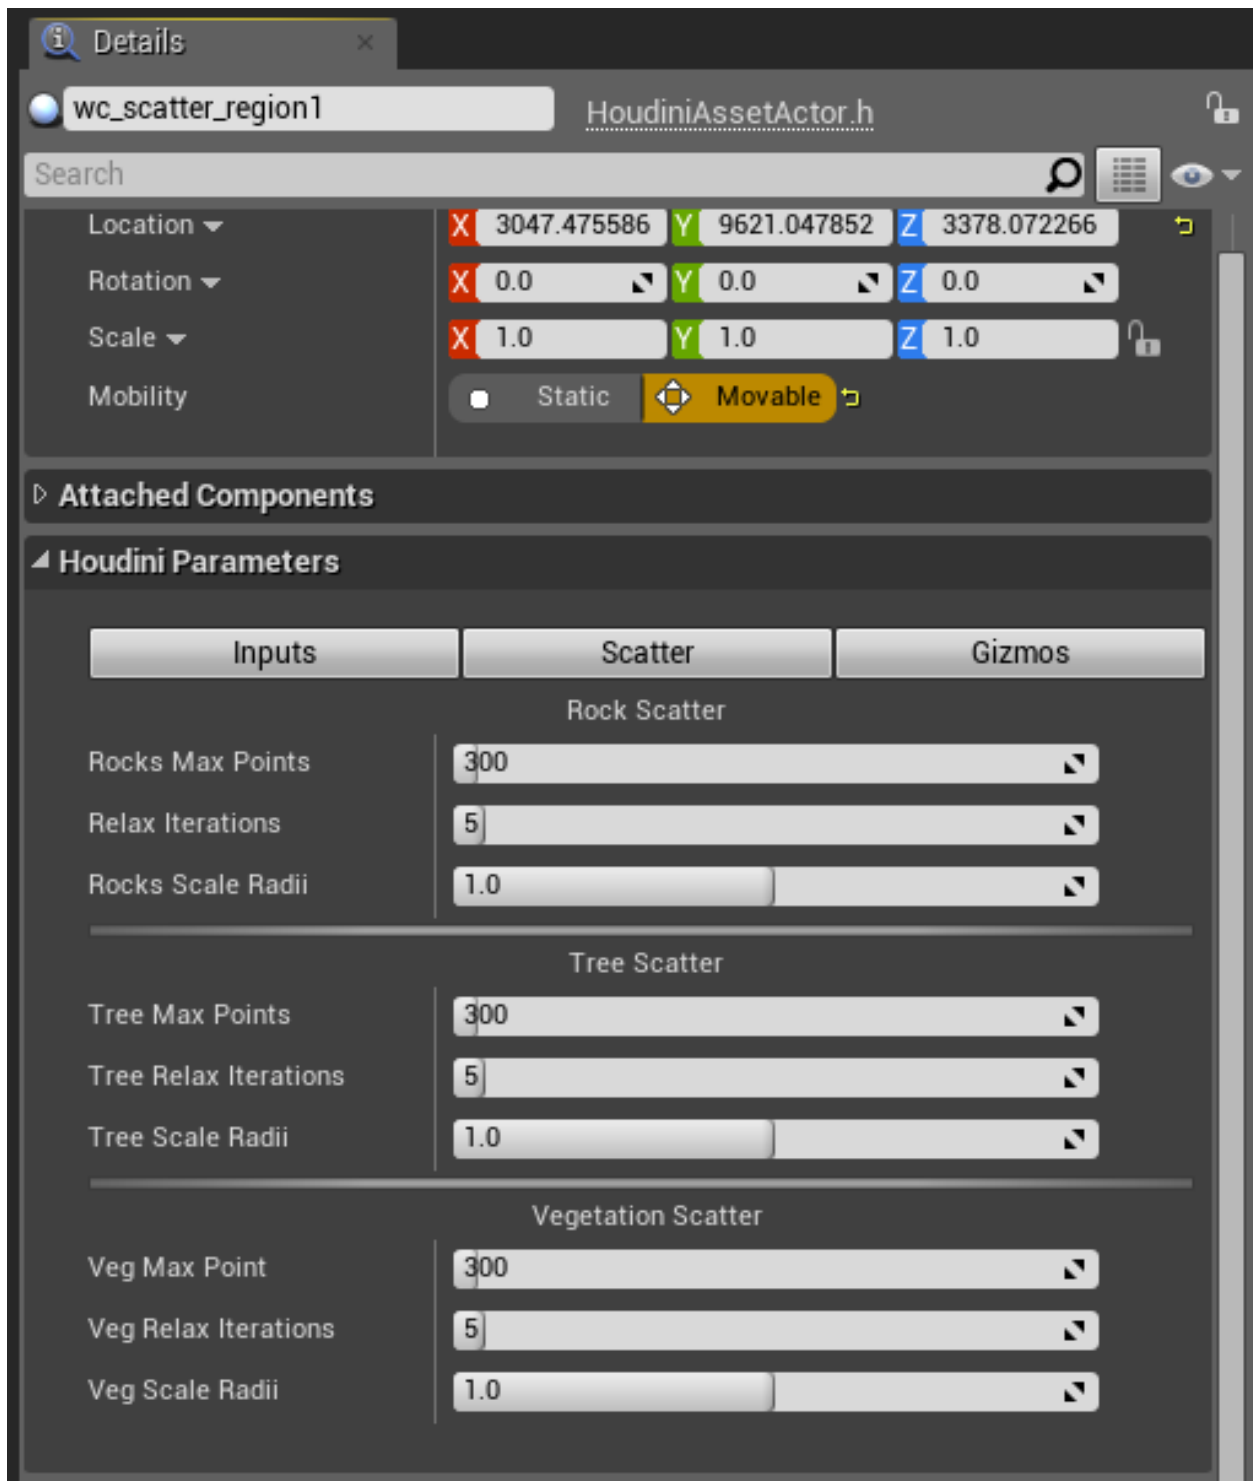 Details
wc_scatter_region1 HoudiniAssetActor.h
Search
Location X 3047.475586 Y 9621.047852 Z 3378.072266
Rotation X 0.0 Y 0.0 Z 0.0
Scale X 1.0 Y 1.0 Z 1.0
Mobility Static Movable
Attached Components
Houdini Parameters
Inputs Scatter Gizmos
Rock Scatter
Rocks Max Points 300
Relax Iterations 5
Rocks Scale Radii 1.0
Tree Scatter
Tree Max Points 300
Tree Relax Iterations 5
Tree Scale Radii 1.0
Vegetation Scatter
Veg Max Point 300
Veg Relax Iterations 5
Veg Scale Radii 1.0